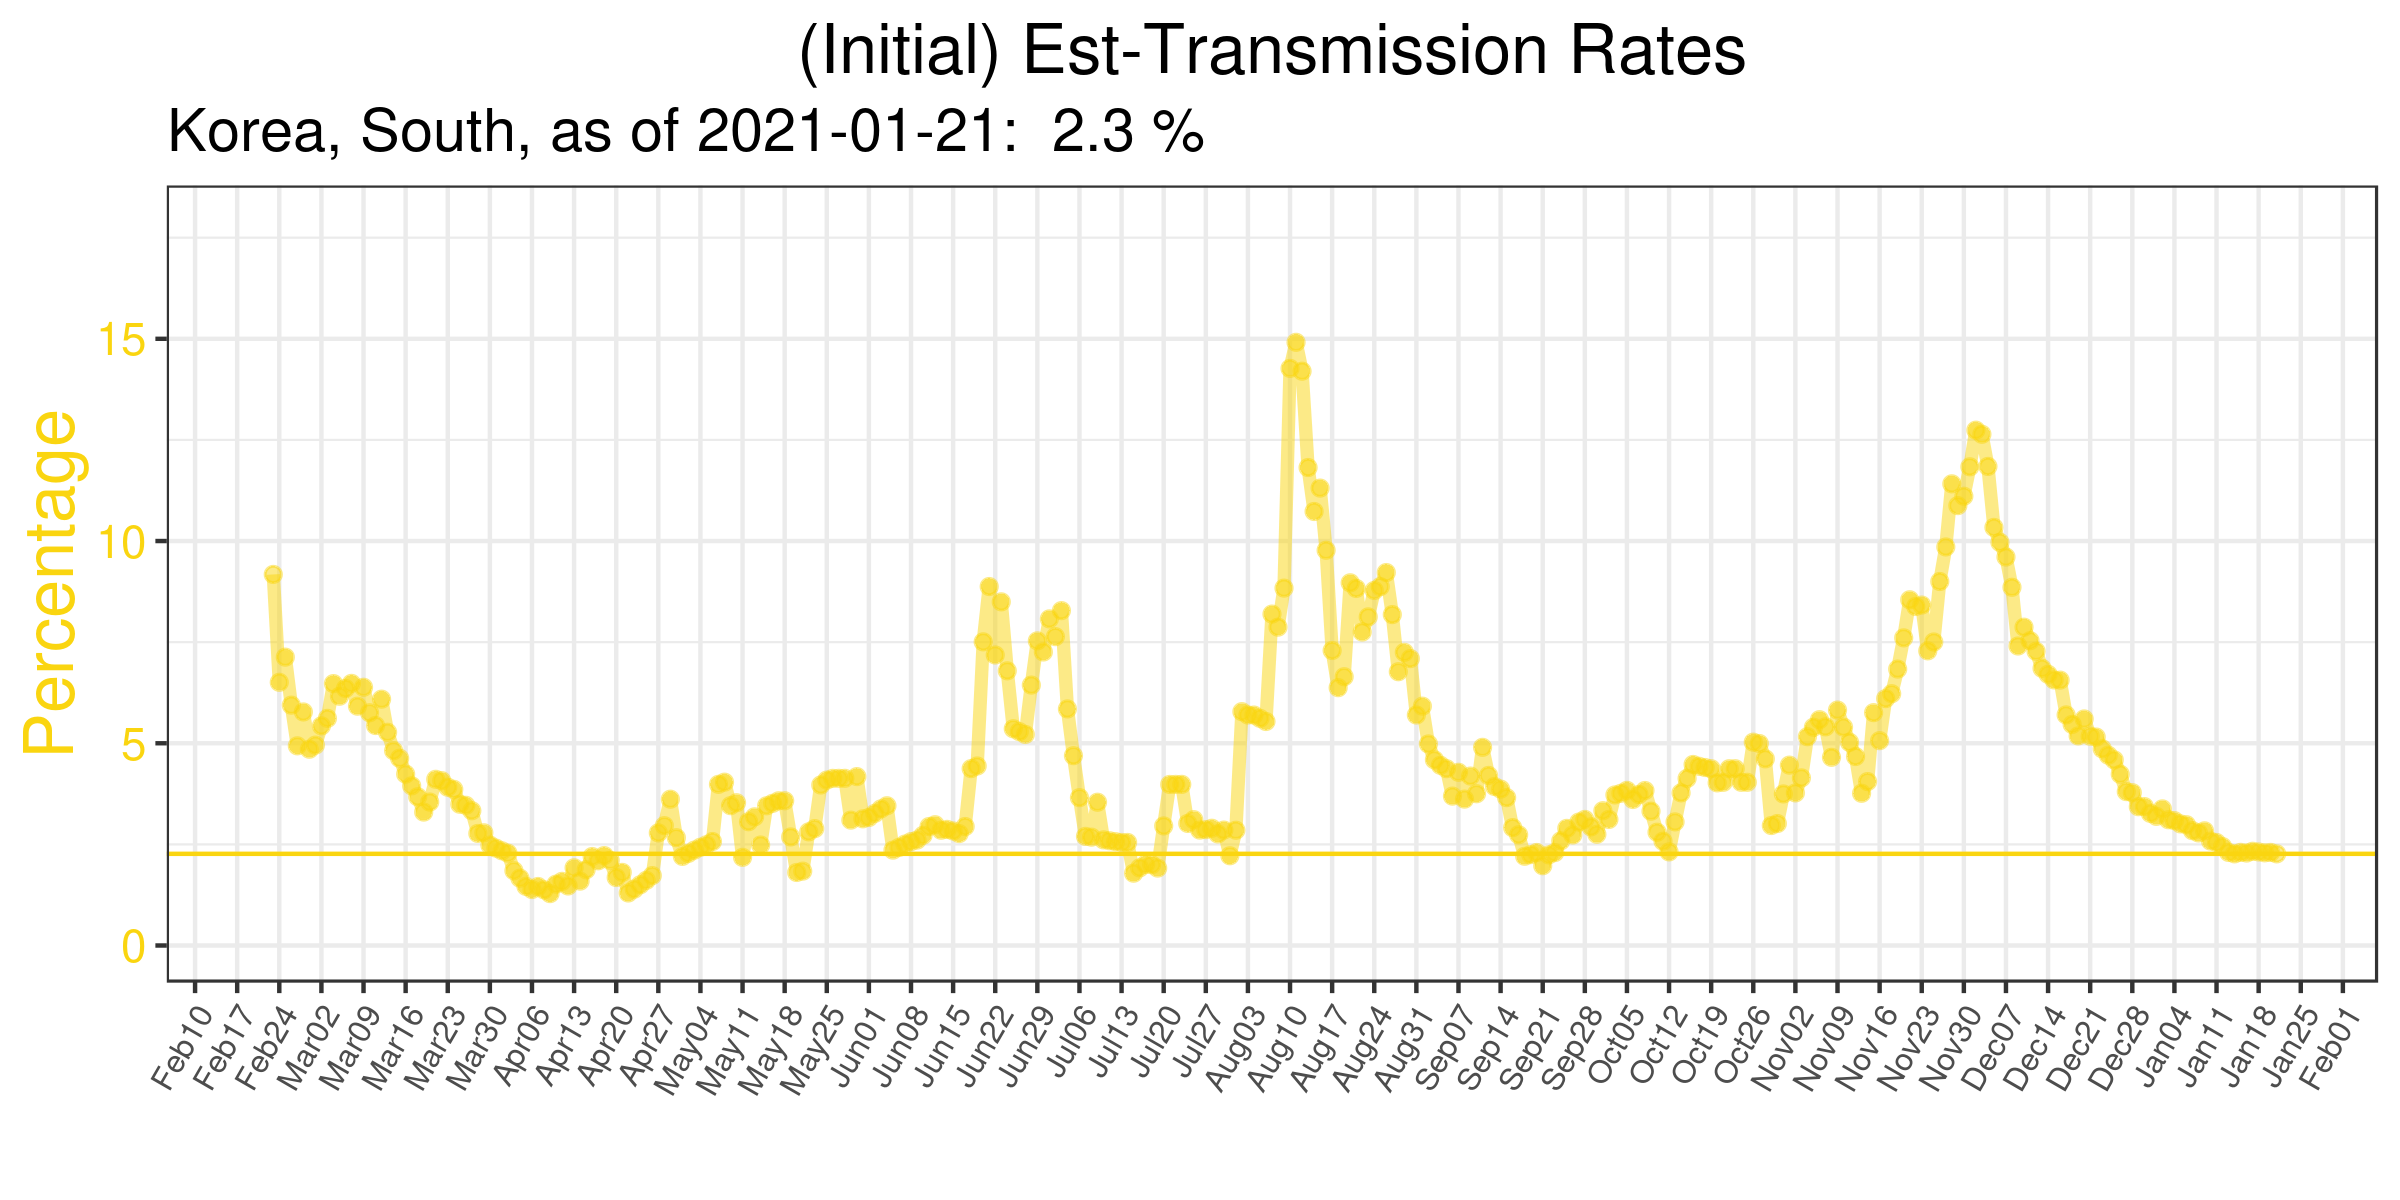 (Initial) Est-Transmission Rates
Korea, South, as of 2021-01-21:  2.3 %
Percentage
15
10
5
0
Feb10
Feb17
Feb24
Mar02
Mar09
Mar16
Mar23
Mar30
Apr06
Apr13
Apr20
Apr27
May04
May11
May18
May25
Jun01
Jun08
Jun15
Jun22
Jun29
Jul06
Jul13
Jul20
Jul27
Aug03
Aug10
Aug17
Aug24
Aug31
Sep07
Sep14
Sep21
Sep28
Oct05
Oct12
Oct19
Oct26
Nov02
Nov09
Nov16
Nov23
Nov30
Dec07
Dec14
Dec21
Dec28
Jan04
Jan11
Jan18
Jan25
Feb01